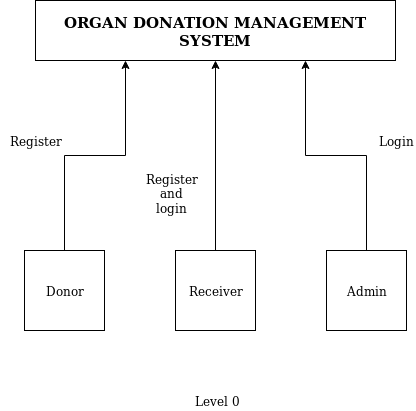 ORGAN DONATION MANAGEMENT
SYSTEM
Register
Login
Register
and
login
Donor
Receiver
Admin
Level 0